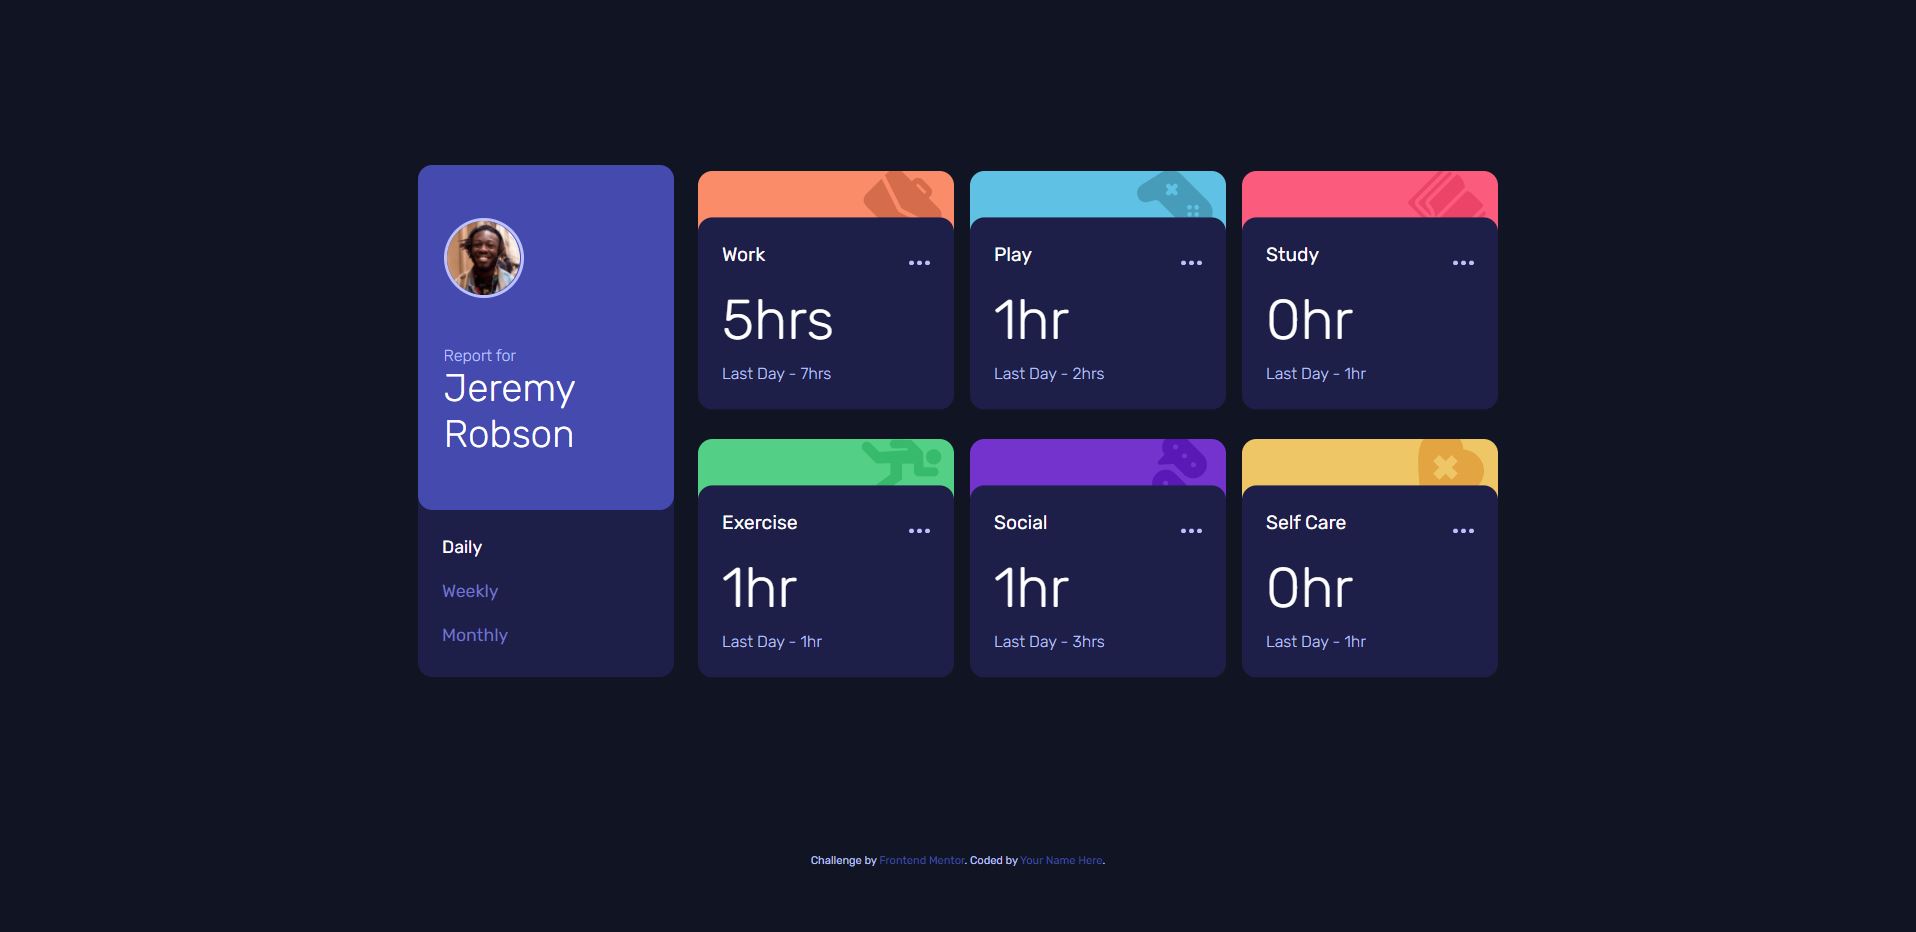 Report for
Jeremy
Robson
Daily
Weekly
Monthly
Work
5hrs
Last Day - 7hrs
Play
1hr
Last Day - 2hrs
Study
0hr
Last Day - 1hr
Exercise
1hr
Last Day - 1hr
Social
1hr
Last Day - 3hrs
Self Care
0hr
Last Day - 1hr
Challenge by Frontend Mentor. Coded by Your Name Here.